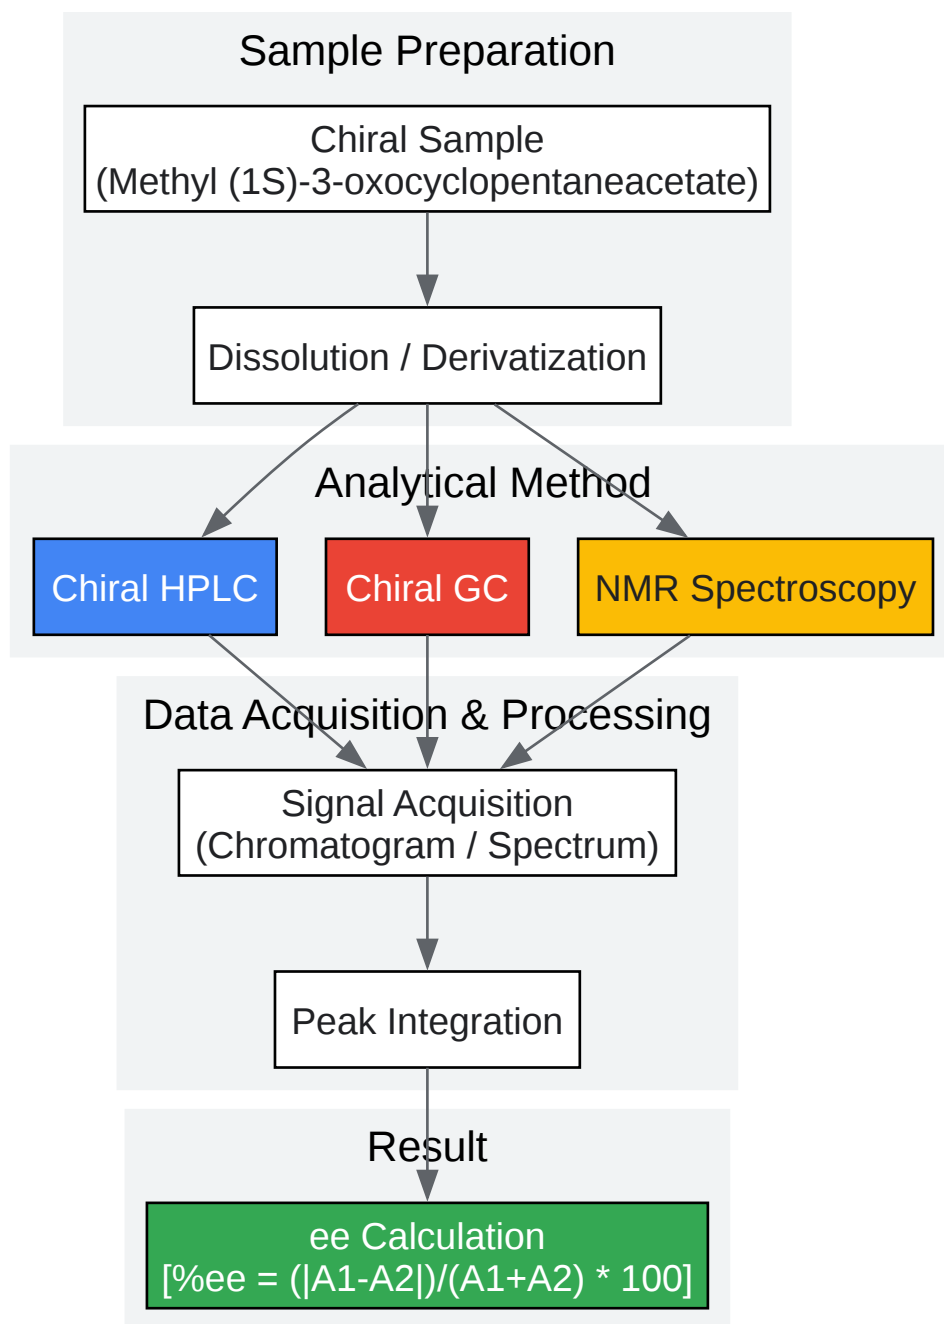 Sample Preparation
Chiral Sample
(Methyl (1S)-3-oxocyclopentaneacetate)
Dissolution / Derivatization
Analytical Method
Chiral HPLC
Chiral GC
NMR Spectroscopy
Data Acquisition & Processing
Signal Acquisition
(Chromatogram / Spectrum)
Peak Integration
Result
ee Calculation
[%ee = (|A1-A2|)/(A1+A2) * 100]